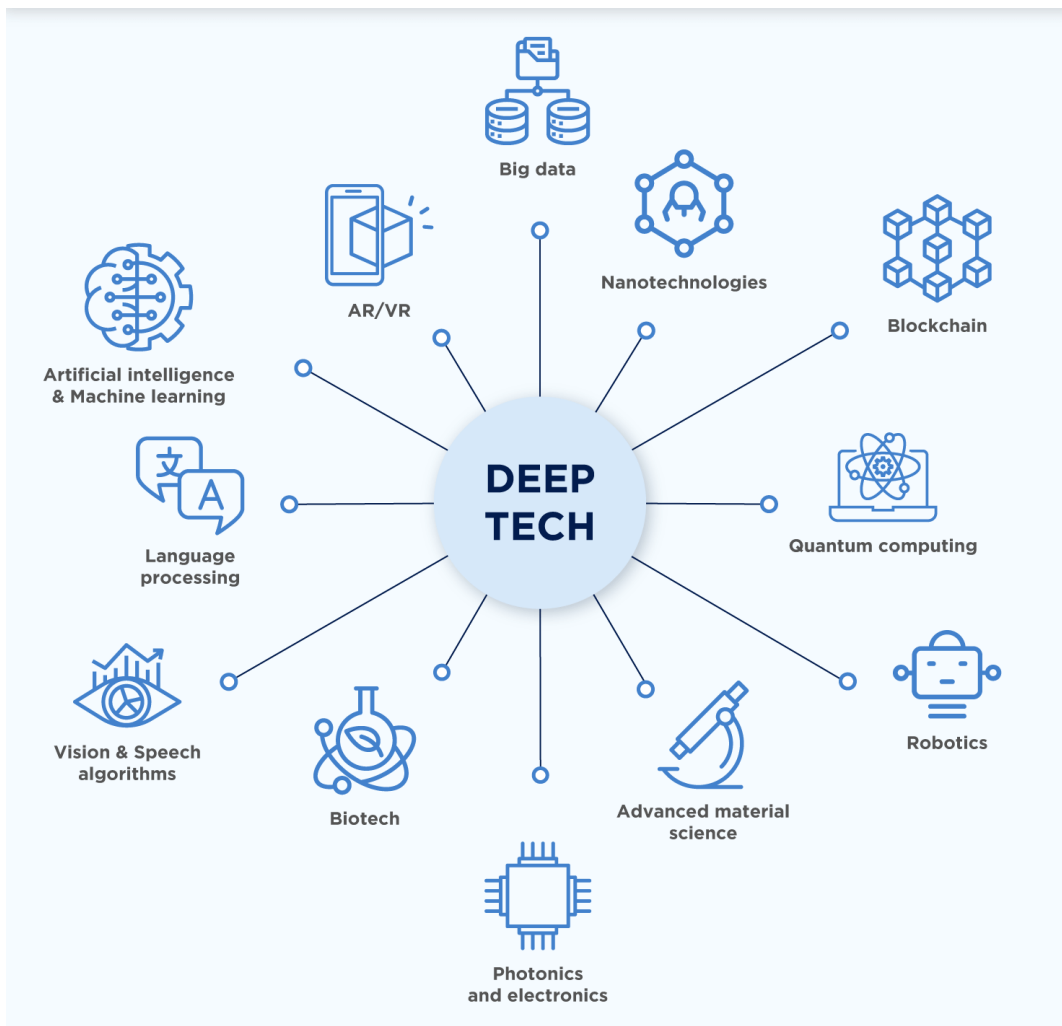 Big data
Nanotechnologies
Blockchain
AR/VR
Artificial intelligence
& Machine learning
DEEP
TECH
文
A
Language
processing
Quantum computing
Vision & Speech
algorithms
Biotech
Advanced material
science
Robotics
Photonics
and electronics